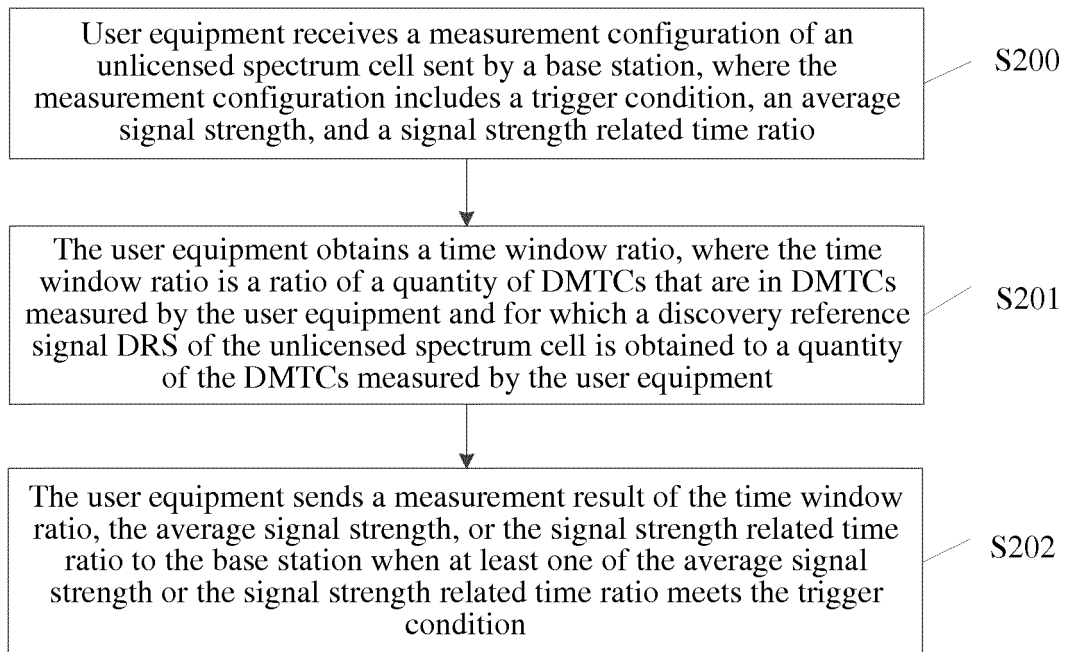 User equipment receives a measurement configuration of an
unlicensed spectrum cell sent by a base station, where the
measurement configuration includes a trigger condition, an average
signal strength, and a signal strength related time ratio
S200
The user equipment obtains a time window ratio, where the time
window ratio is a ratio of a quantity of DMTCs that are in DMTCs
measured by the user equipment and for which a discovery reference
signal DRS of the unlicensed spectrum cell is obtained to a quantity
of the DMTCs measured by the user equipment
S201
The user equipment sends a measurement result of the time window
ratio, the average signal strength, or the signal strength related time
ratio to the base station when at least one of the average signal
strength or the signal strength related time ratio meets the trigger
condition
S202